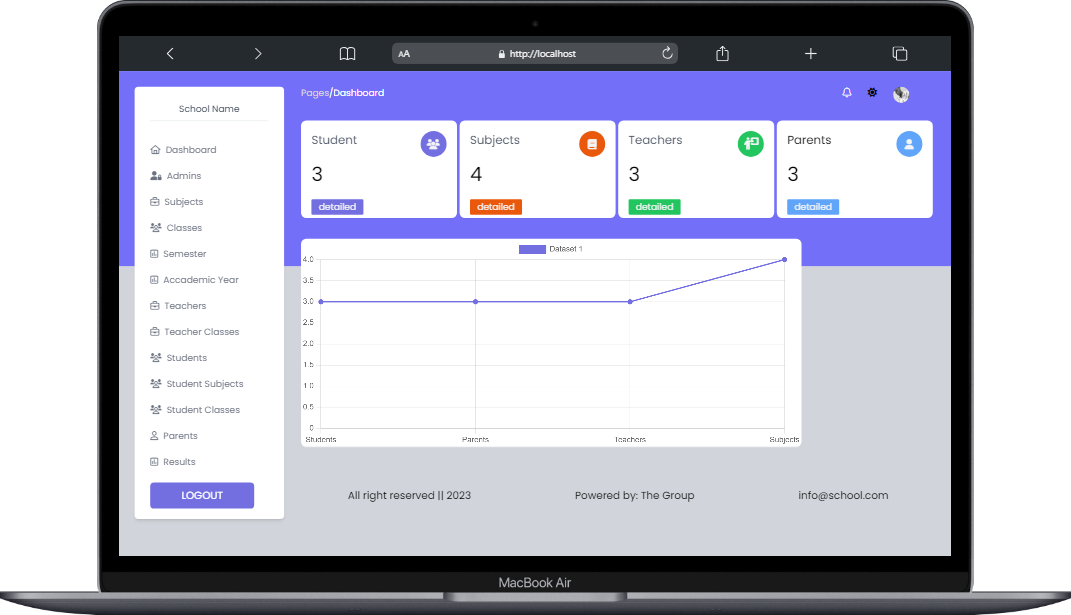 AA
http://localhost
School Name
Dashboard
Admins
Subjects
Classes
Semester
Accademic Year
Teachers
Teacher Classes
Students
Student Subjects
Student Classes
Parents
Results
LOGOUT
Pages/Dashboard
Student
3
detailed
Subjects
4
detailed
Teachers
3
detailed
Parents
3
detailed
Dataset 1
4.0
3.5
3.0
2.5
2.0
1.5
1.0
0.5
0
Students Parents Teachers Subjects
All right reserved || 2023 Powered by: The Group info@school.com
MacBook Air